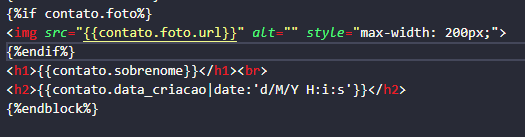 {%if contato.foto%}
<img src="{{contato.foto.url}}" alt="" style="max-width: 200px;">
{%endif%}
<h1>{{contato.sobrenome}}</h1><br>
<h2>{{contato.data_criacao|date:'d/M/Y H:i:s'}}</h2>
{%endblock%}